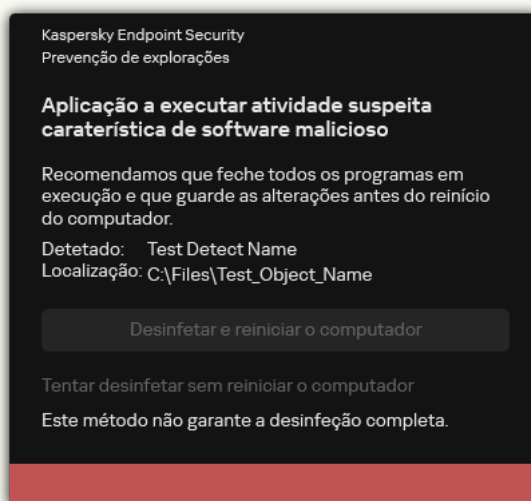 Kaspersky Endpoint Security
Prevenção de explorações
Aplicação a executar atividade suspeita
caraterística de software malicioso
Recomendamos que feche todos os programas em
execução e que guarde as alterações antes do reinício
do computador.
Detetado: Test Detect Name
Localização: C:\Files\Test_Object_Name
Desinfetar e reiniciar o computador
Tentar desinfetar sem reiniciar o computador
Este método não garante a desinfeção completa.